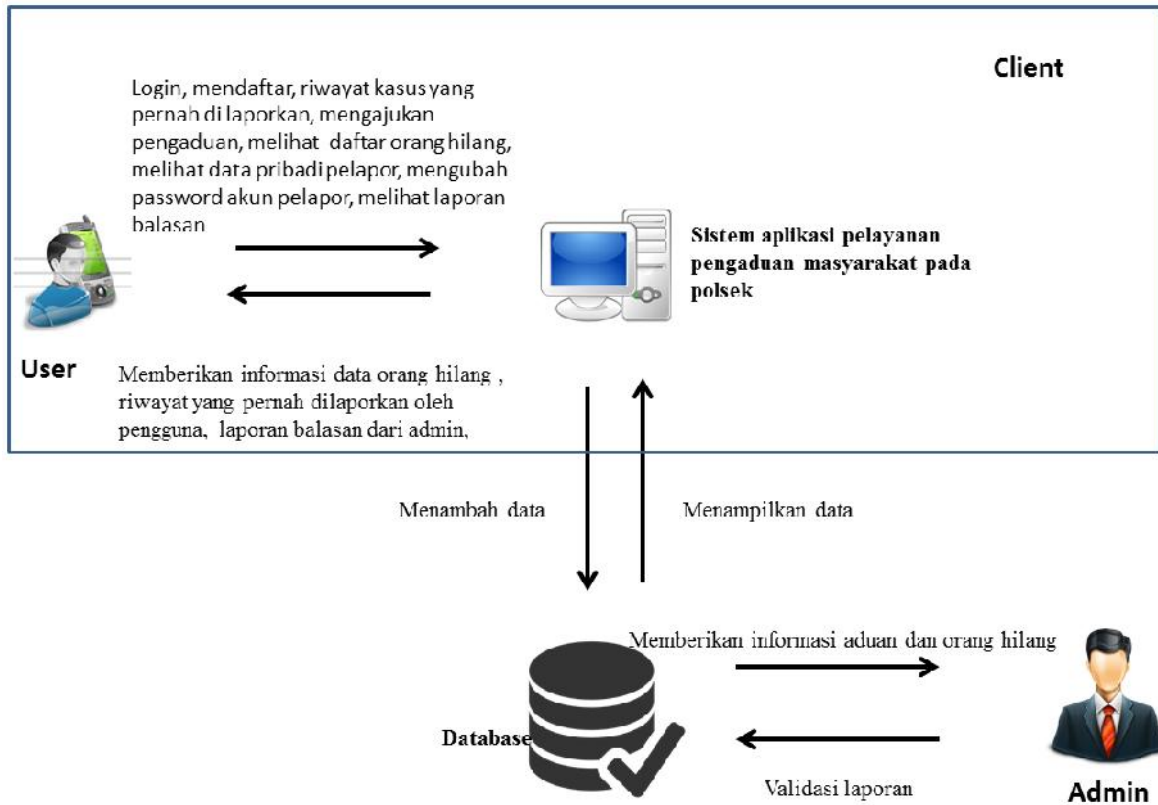 Client
Login, mendaftar, riwayat kasus yang
pernah di laporkan, mengajukan
pengaduan, melihat daftar orang hilang,
melihat data pribadi pelapor, mengubah
password akun pelapor, melihat laporan
balasan
Sistem aplikasi pelayanan
pengaduan masyarakat pada
polsek
User
Memberikan informasi data orang hilang ,
riwayat yang pernah dilaporkan oleh
pengguna, laporan balasan dari admin,
Menambah data
Menampilkan data
Memberikan informasi aduan dan orang hilang
Database
Validasi laporan
Admin